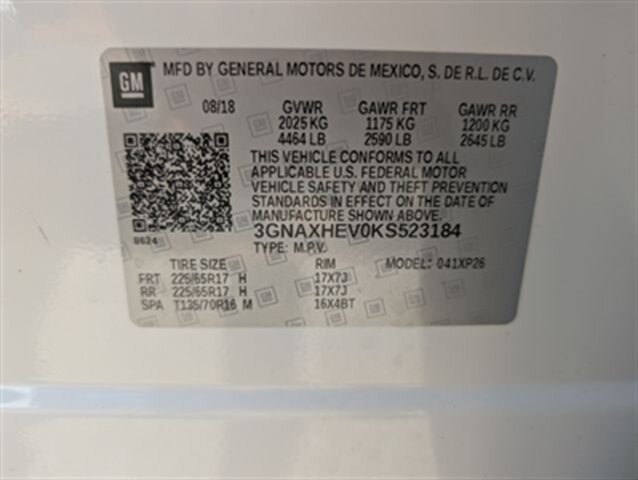 GM MFD BY GENERAL MOTORS DE MEXICO, S. DE R.L. DE C.V.
08/18 GVWR GAWR FRT GAWR RR
2025 KG 1175 KG 1200 KG
4464 LB 2590 LB 2645 LB
THIS VEHICLE CONFORMS TO ALL
APPLICABLE U.S. FEDERAL MOTOR
VEHICLE SAFETY AND THEFT PREVENTION
STANDARDS IN EFFECT ON THE DATE OF
MANUFACTURE SHOWN ABOVE.
3GNAXHEV0KS523184
8624 TYPE: M.P.V.
TIRE SIZE RIM MODEL: 041XP26
FRT 225/65R17 H 17X7J
RR 225/65R17 H 17X7J
SPA T135/70R16 M 16X4BT